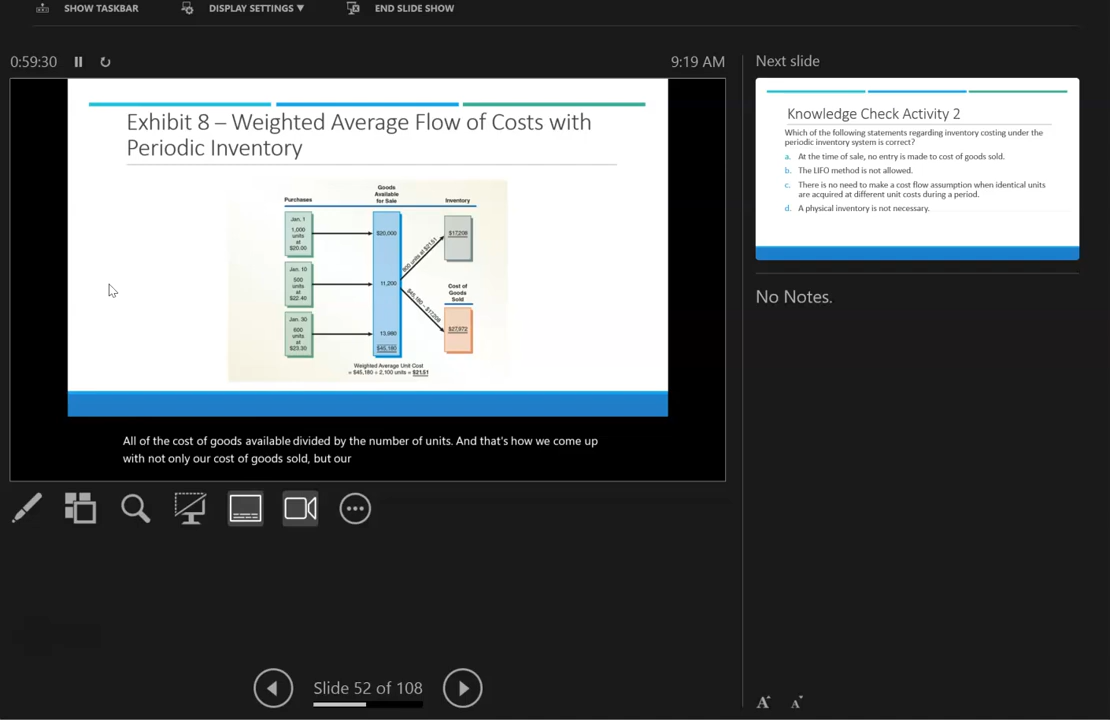 SHOW TASKBAR
DISPLAY SETTINGS ▼
END SLIDE SHOW
0:59:30
9:19 AM
Exhibit 8 – Weighted Average Flow of Costs with
Periodic Inventory
Purchases
Goods
Available
for Sale
Inventory
Jan. 1
1,000
units
at
$20.00
$20,000
900 units at $21.51
$17,208
Jan. 10
500
units
at
$22.40
11,200
$45,180 – $17,208
Cost of
Goods
Sold
$27,972
Jan. 30
600
units
at
$23.30
13,980
$45,180
Weighted Average Unit Cost
= $45,180 ÷ 2,100 units = $21.51
All of the cost of goods available divided by the number of units. And that's how we come up
with not only our cost of goods sold, but our
Slide 52 of 108
Next slide
Knowledge Check Activity 2
Which of the following statements regarding inventory costing under the
periodic inventory system is correct?
a. At the time of sale, no entry is made to cost of goods sold.
b. The LIFO method is not allowed.
c. There is no need to make a cost flow assumption when identical units
are acquired at different unit costs during a period.
d. A physical inventory is not necessary.
No Notes.
A A